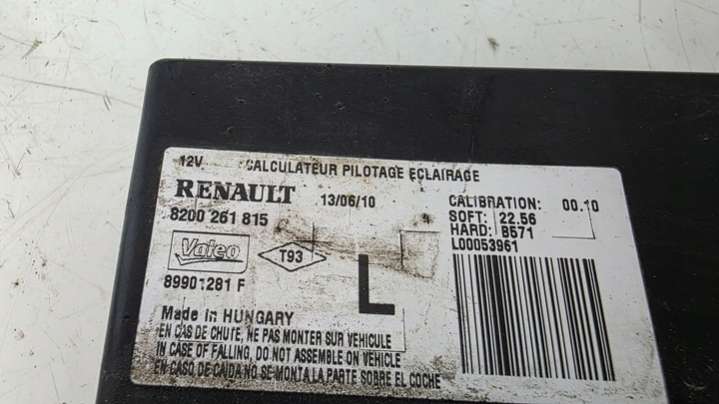 12V CALCULATEUR PILOTAGE ECLAIRAGE
RENAULT 13/06/10
8200 261 815
CALIBRATION: 00.10
SOFT: 22.56
HARD: B571
L00053961
Valeo T93
89901281 F
L
Made in HUNGARY
EN CAS DE CHUTE, NE PAS MONTER SUR VEHICULE
IN CASE OF FALLING, DO NOT ASSEMBLE ON VEHICLE
EN CASO DE CAIDA NO SE MONTA LA PARTE SOBRE EL COCHE